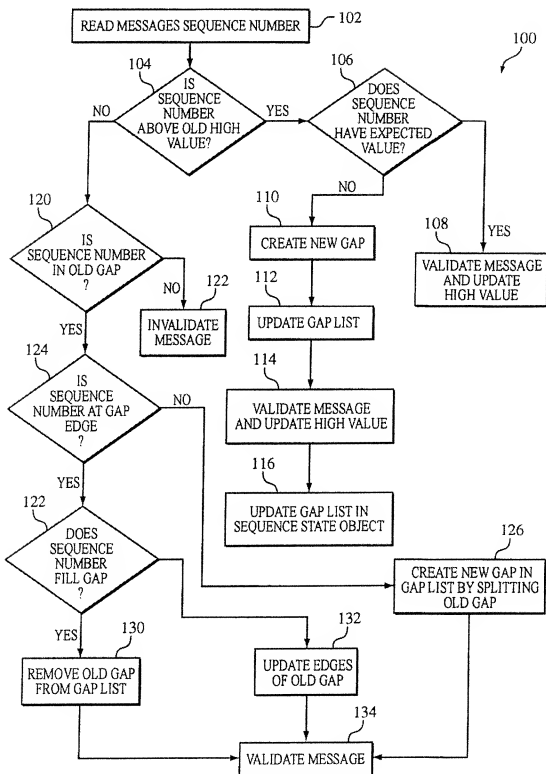 READ MESSAGES SEQUENCE NUMBER
102
100
104
IS
SEQUENCE
NUMBER
ABOVE OLD HIGH
VALUE?
NO
YES
106
DOES
SEQUENCE
NUMBER
HAVE EXPECTED
VALUE?
NO
YES
108
VALIDATE MESSAGE
AND UPDATE
HIGH VALUE
110
CREATE NEW GAP
112
UPDATE GAP LIST
114
VALIDATE MESSAGE
AND UPDATE HIGH VALUE
116
UPDATE GAP LIST IN
SEQUENCE STATE OBJECT
120
IS
SEQUENCE NUMBER
IN OLD GAP
?
NO
YES
122
INVALIDATE
MESSAGE
124
IS
SEQUENCE
NUMBER AT GAP
EDGE
?
NO
YES
122
DOES
SEQUENCE
NUMBER
FILL GAP
?
YES
126
CREATE NEW GAP IN
GAP LIST BY SPLITTING
OLD GAP
130
REMOVE OLD GAP
FROM GAP LIST
132
UPDATE EDGES
OF OLD GAP
134
VALIDATE MESSAGE